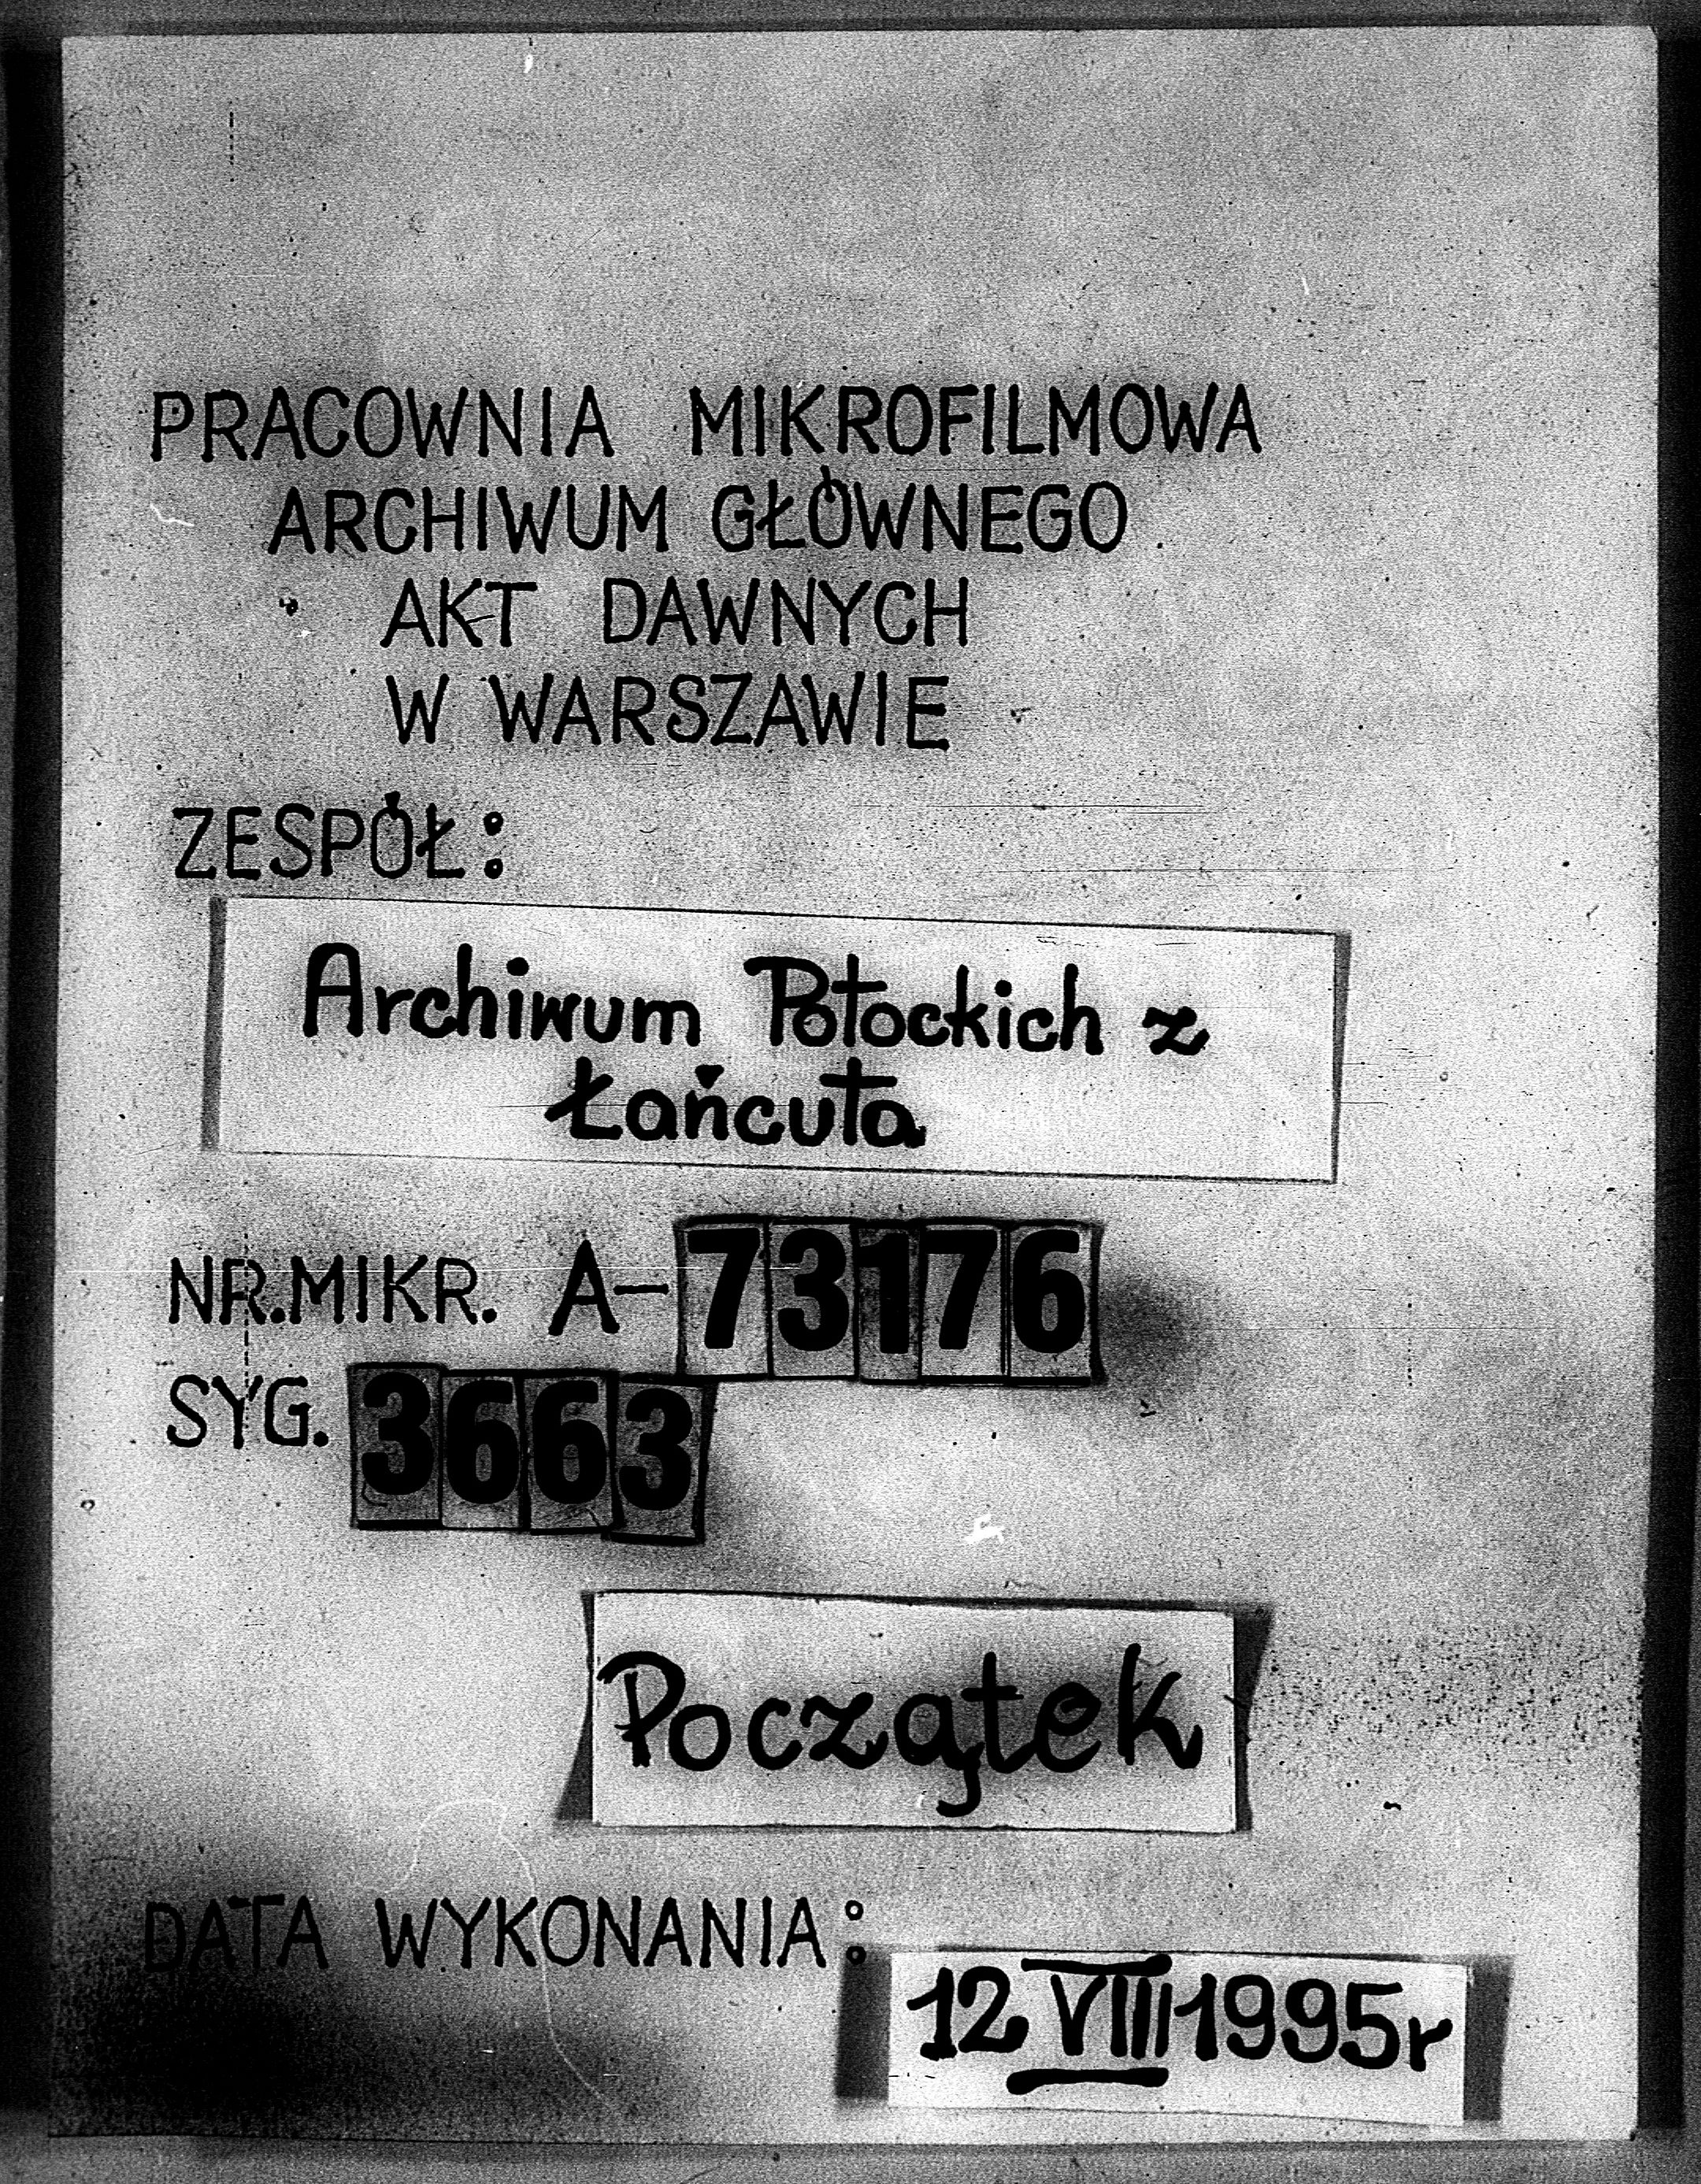 PRACOWNIA MIKROFILMOWA
ARCHIWUM GŁÓWNEGO
AKT DAWNYCH
W WARSZAWIE
ZESPÓŁ:
Archiwum Potockich z
Łańcuta
NR.MIKR. A-73176
SYG. 3663
Początek
DATA WYKONANIA:
12 VIII 1995r